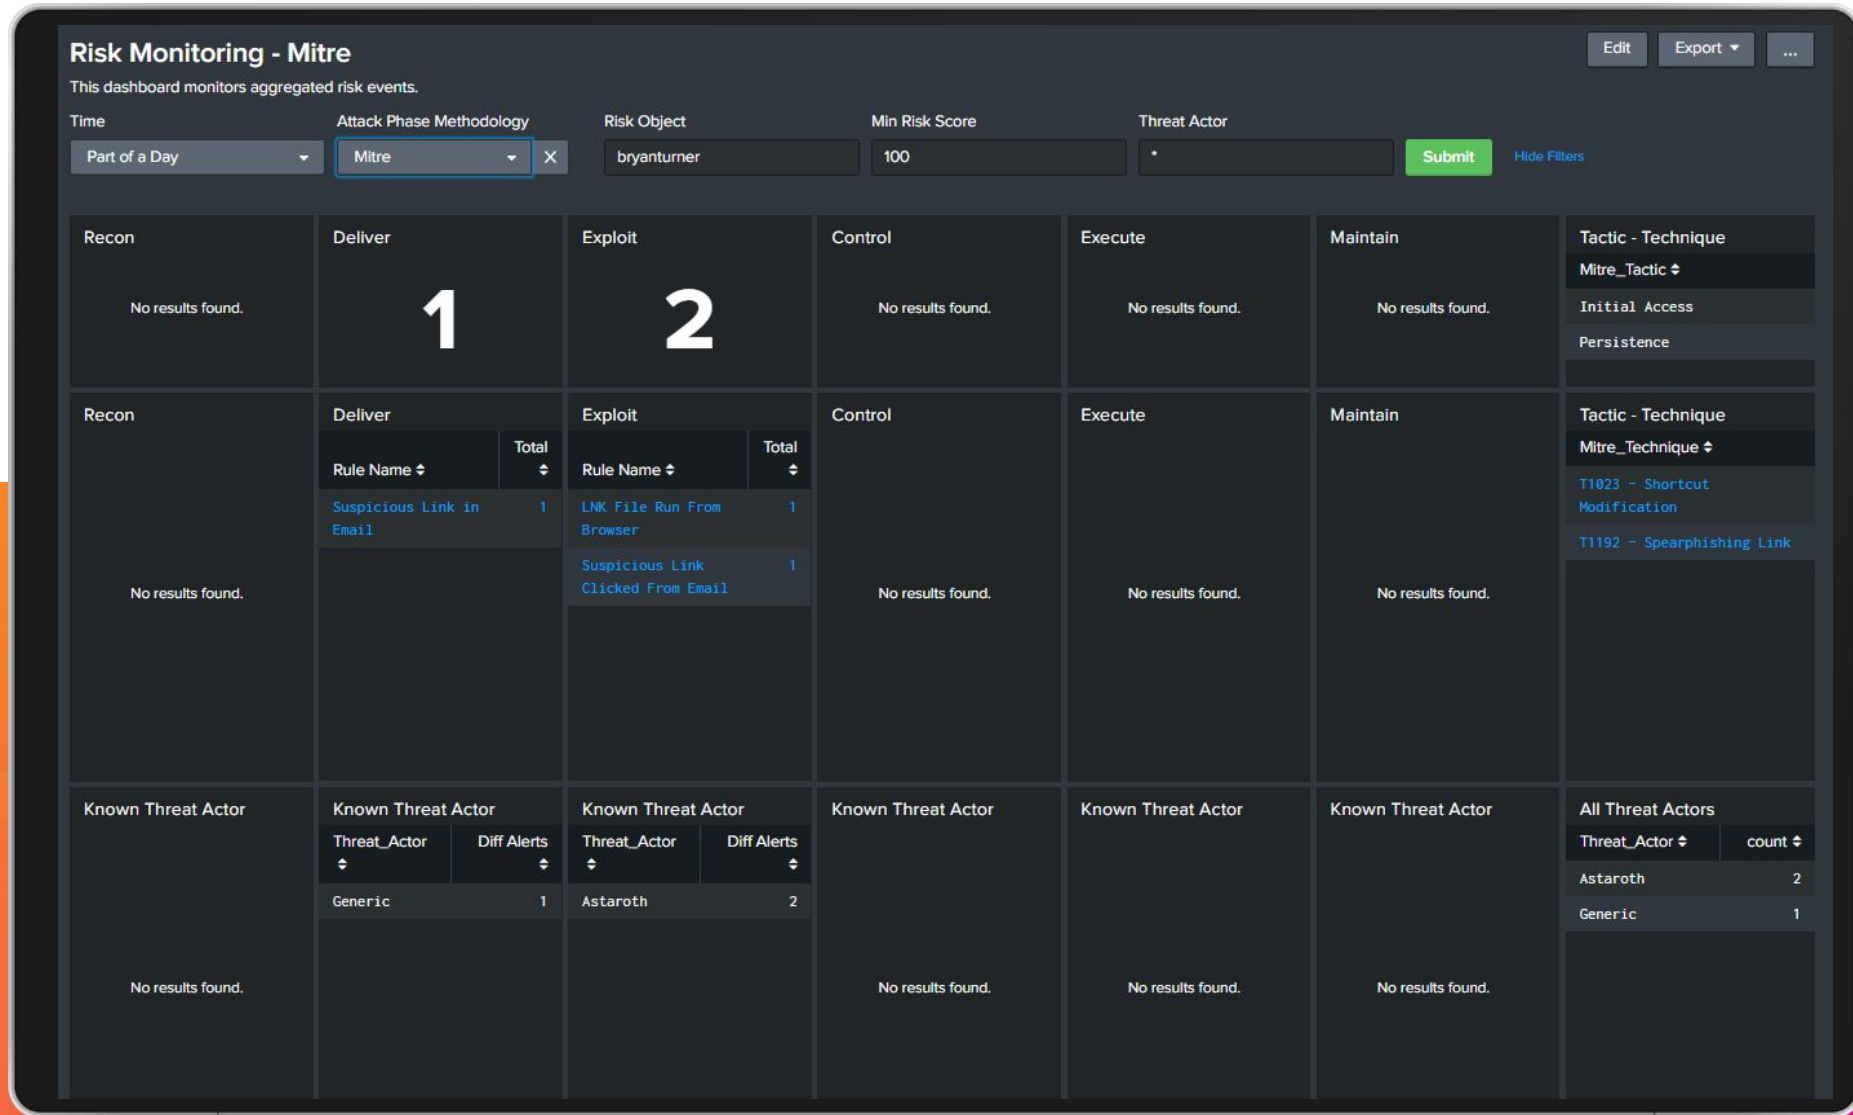 Risk Monitoring - Mitre
Edit
Export
...
This dashboard monitors aggregated risk events.
Time
Attack Phase Methodology
Risk Object
Min Risk Score
Threat Actor
Part of a Day
Mitre
bryanturner
100
*
Submit
Hide Filters
Recon
No results found.
Deliver
1
Exploit
2
Control
No results found.
Execute
No results found.
Maintain
No results found.
Tactic - Technique
Mitre_Tactic
Initial Access
Persistence
Recon
No results found.
Deliver
Rule Name Total
Suspicious Link in 1
Email
Exploit
Rule Name Total
LNK File Run From 1
Browser
Suspicious Link 1
Clicked From Email
Control
No results found.
Execute
No results found.
Maintain
No results found.
Tactic - Technique
Mitre_Technique
T1023 - Shortcut
Modification
T1192 - Spearphishing Link
Known Threat Actor
No results found.
Known Threat Actor
Threat_Actor Diff Alerts
Generic 1
Known Threat Actor
Threat_Actor Diff Alerts
Astaroth 2
Known Threat Actor
No results found.
Known Threat Actor
No results found.
Known Threat Actor
No results found.
All Threat Actors
Threat_Actor count
Astaroth 2
Generic 1